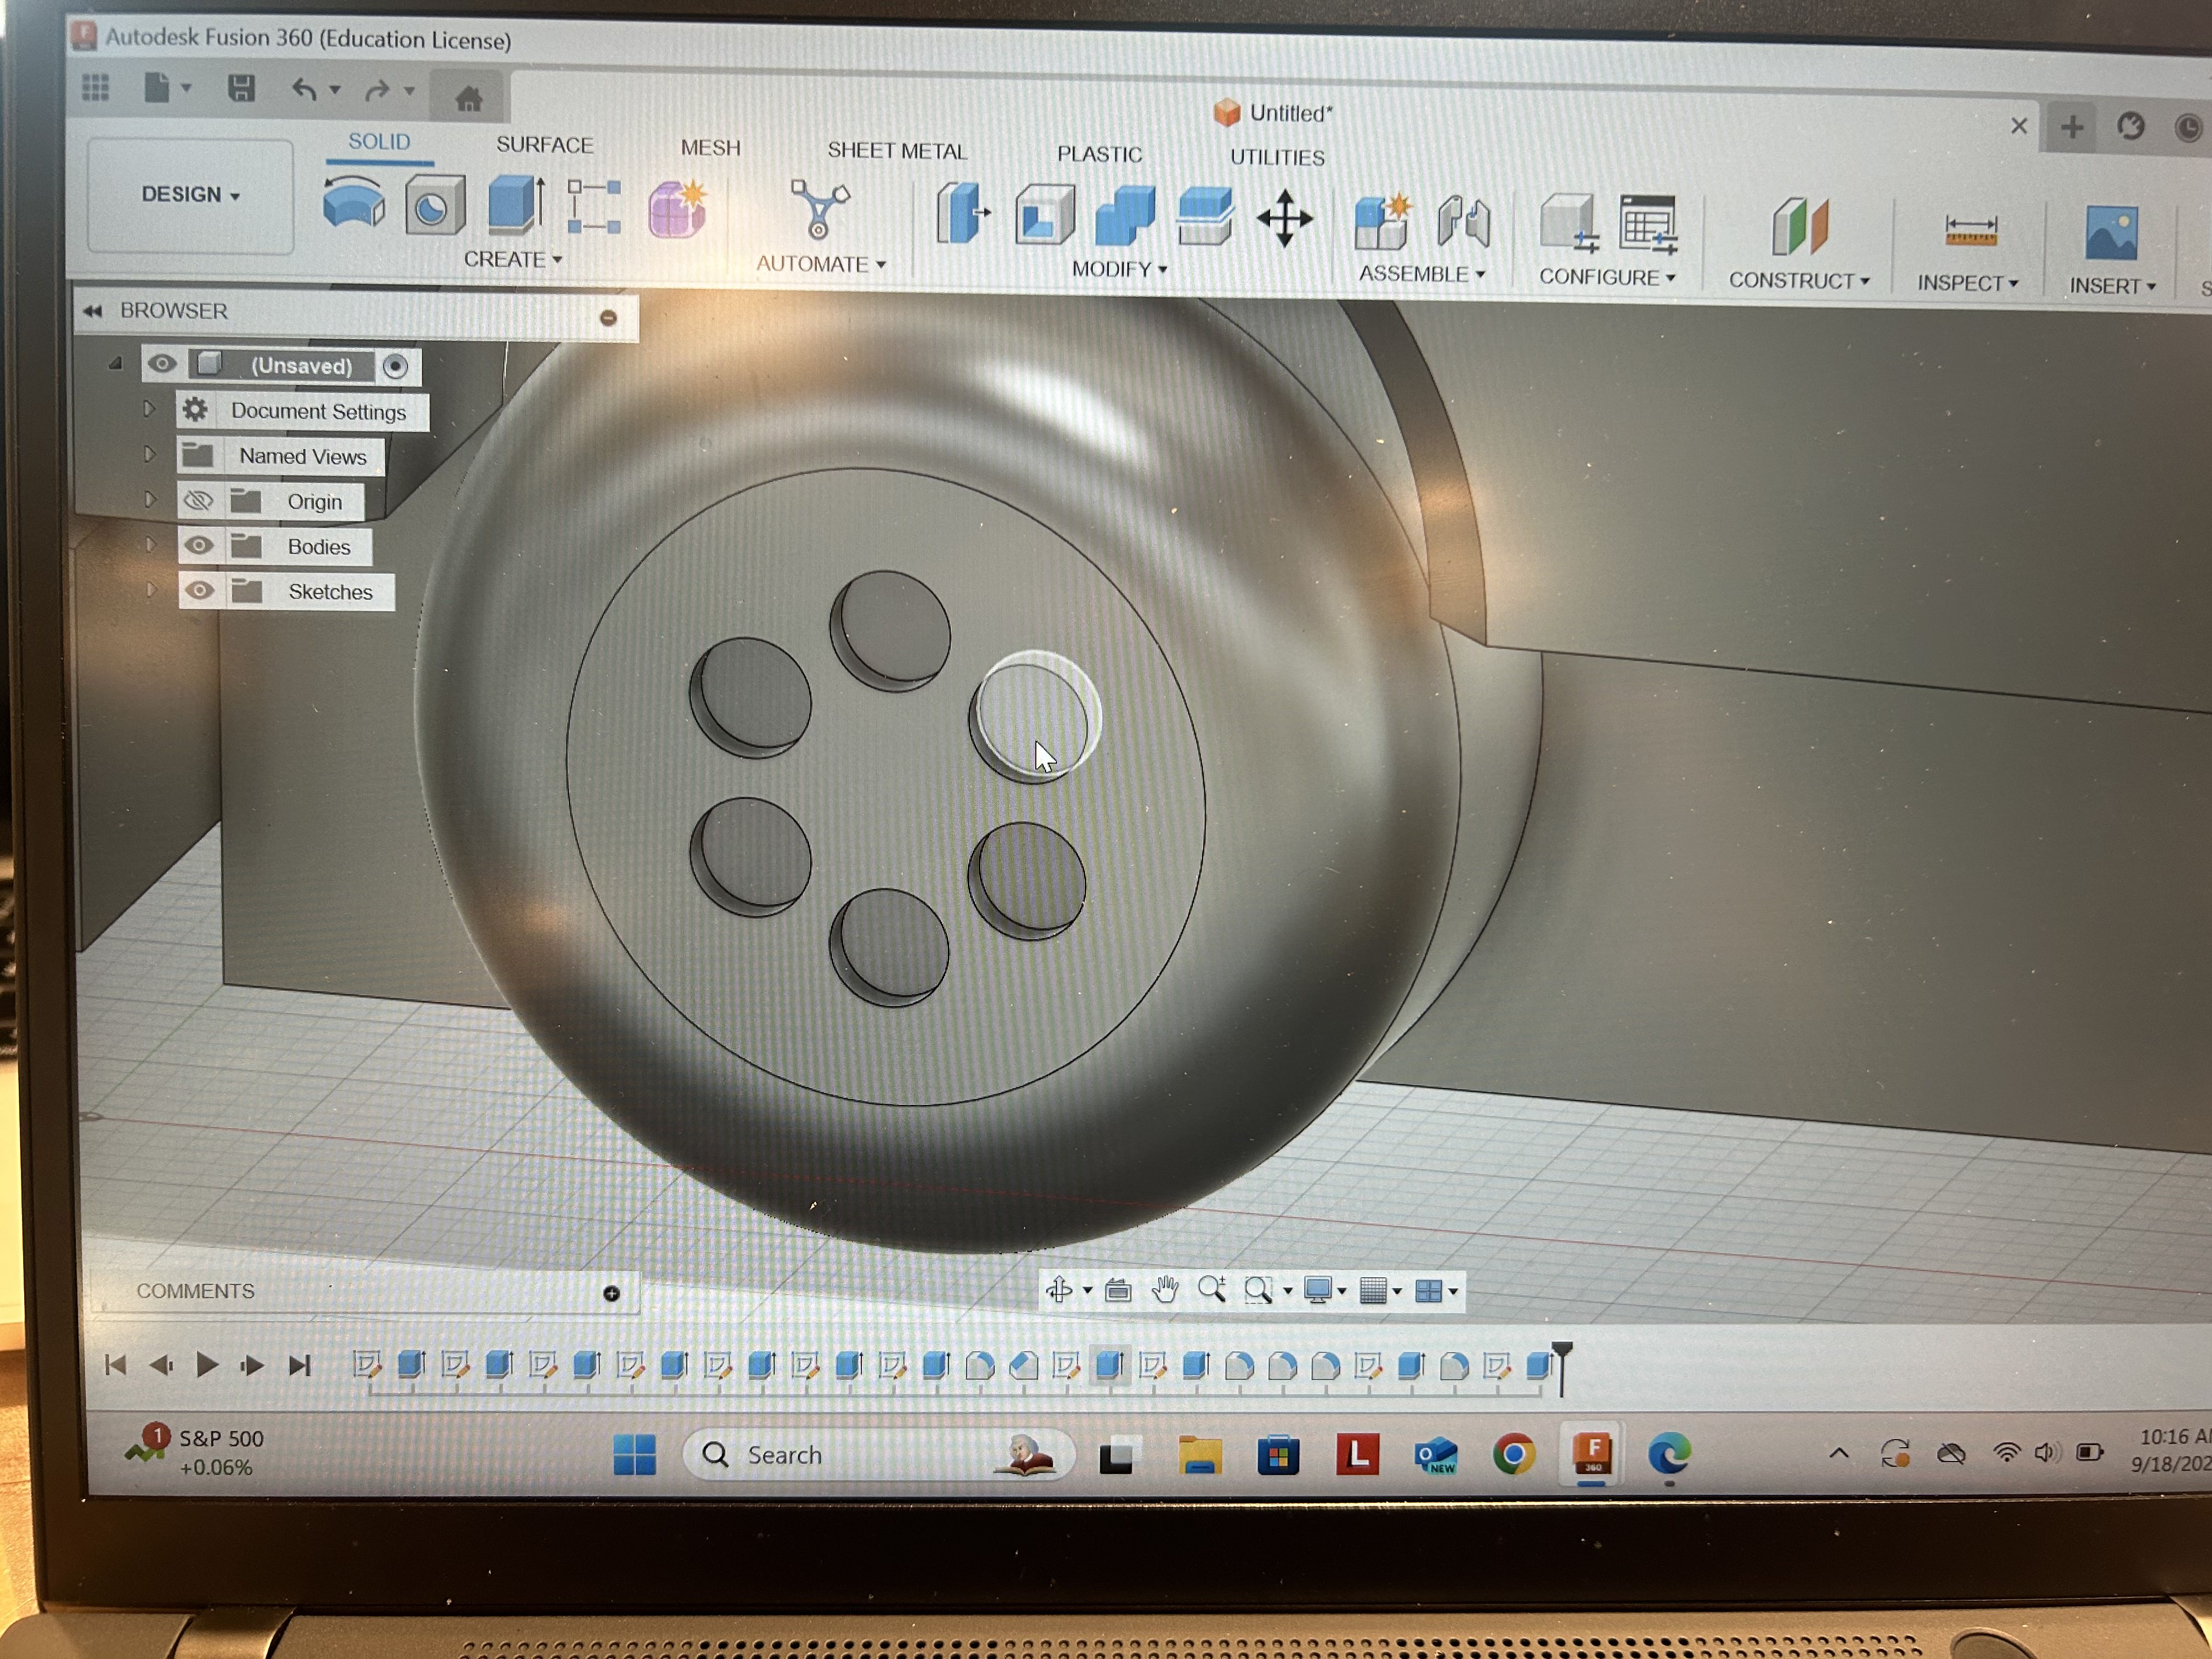 Autodesk Fusion 360 (Education License)
Untitled*
SOLID SURFACE MESH SHEET METAL PLASTIC UTILITIES
DESIGN
CREATE AUTOMATE MODIFY ASSEMBLE CONFIGURE CONSTRUCT INSPECT INSERT S
BROWSER
(Unsaved)
Document Settings
Named Views
Origin
Bodies
Sketches
COMMENTS
1 S&P 500
+0.06%
Search
L
O NEW
F 360
10:16 A
9/18/202